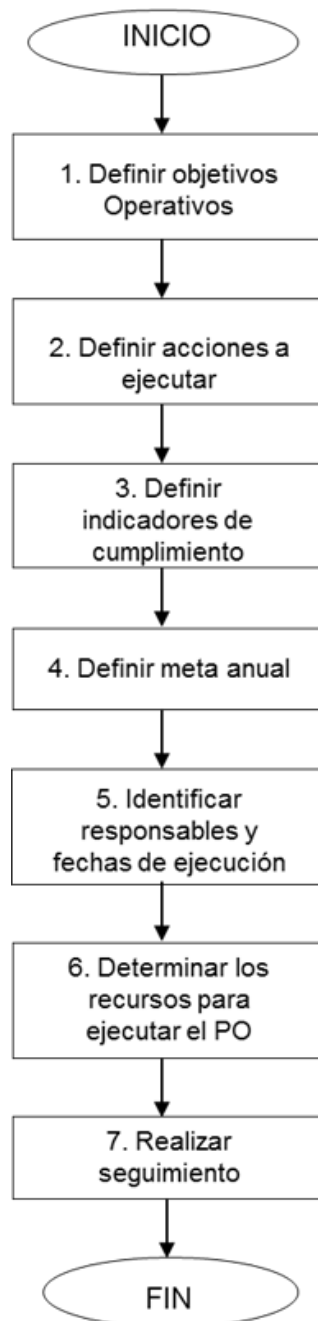 INICIO
1. Definir objetivos
Operativos
2. Definir acciones a
ejecutar
3. Definir
indicadores de
cumplimiento
4. Definir meta anual
5. Identificar
responsables y
fechas de ejecución
6. Determinar los
recursos para
ejecutar el PO
7. Realizar
seguimiento
FIN